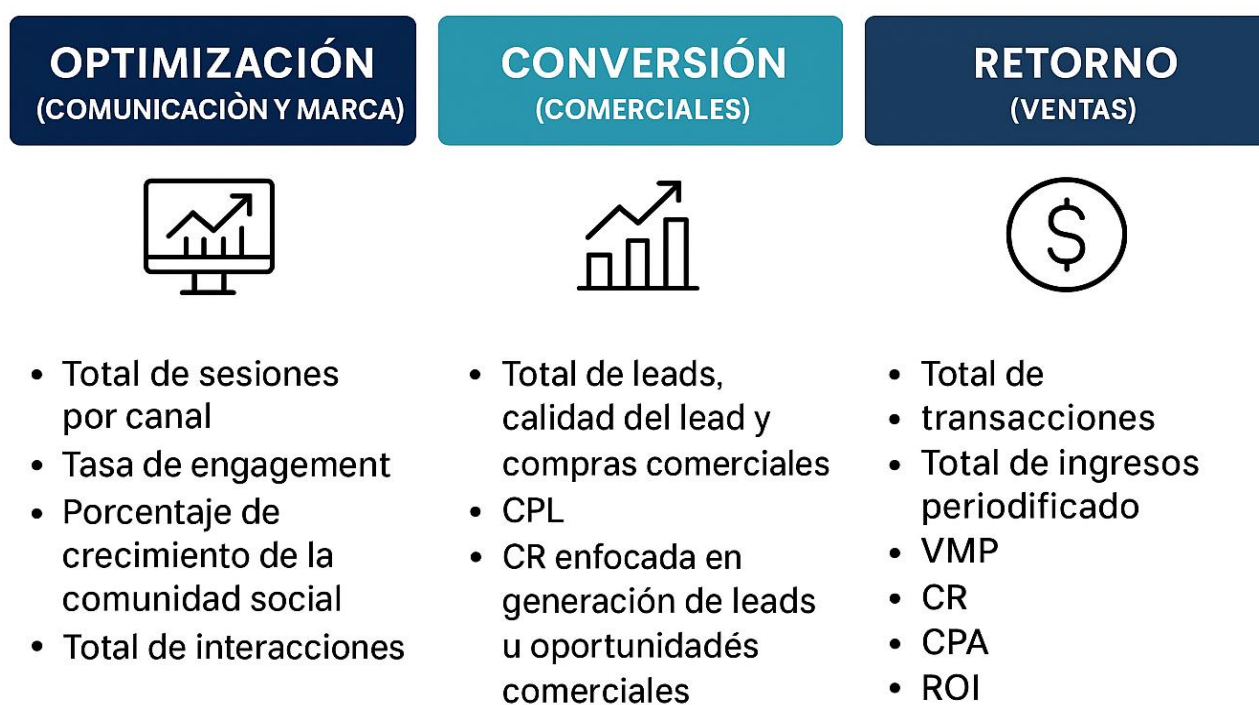 OPTIMIZACIÓN
(COMUNICACIÒN Y MARCA)
• Total de sesiones
por canal
• Tasa de engagement
• Porcentaje de
crecimiento de la
comunidad social
• Total de interacciones
CONVERSIÓN
(COMERCIALES)
• Total de leads,
calidad del lead y
compras comerciales
• CPL
• CR enfocada en
generación de leads
u oportunidadés
comerciales
RETORNO
(VENTAS)
$
• Total de
• transacciones
• Total de ingresos
periodificado
• VMP
• CR
• CPA
• ROI